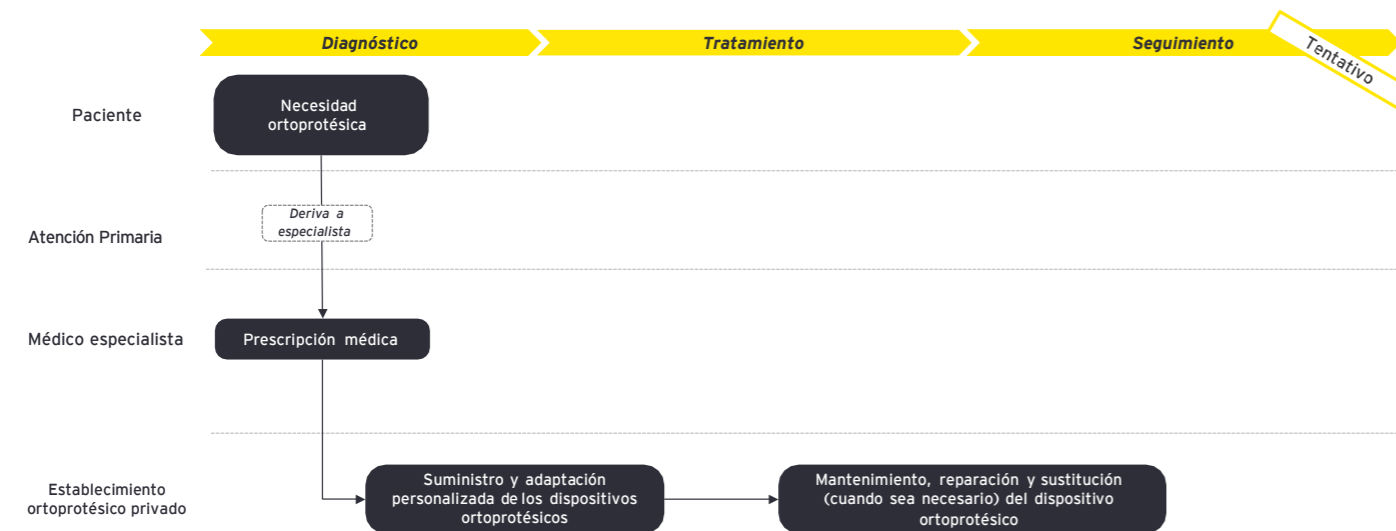 Diagnóstico
Tratamiento
Seguimiento
Tentativo
Paciente
Necesidad
ortoprotésica
Atención Primaria
Deriva a
especialista
Médico especialista
Prescripción médica
Establecimiento
ortoprotésico privado
Suministro y adaptación
personalizada de los dispositivos
ortoprotésicos
Mantenimiento, reparación y sustitución
(cuando sea necesario) del dispositivo
ortoprotésico